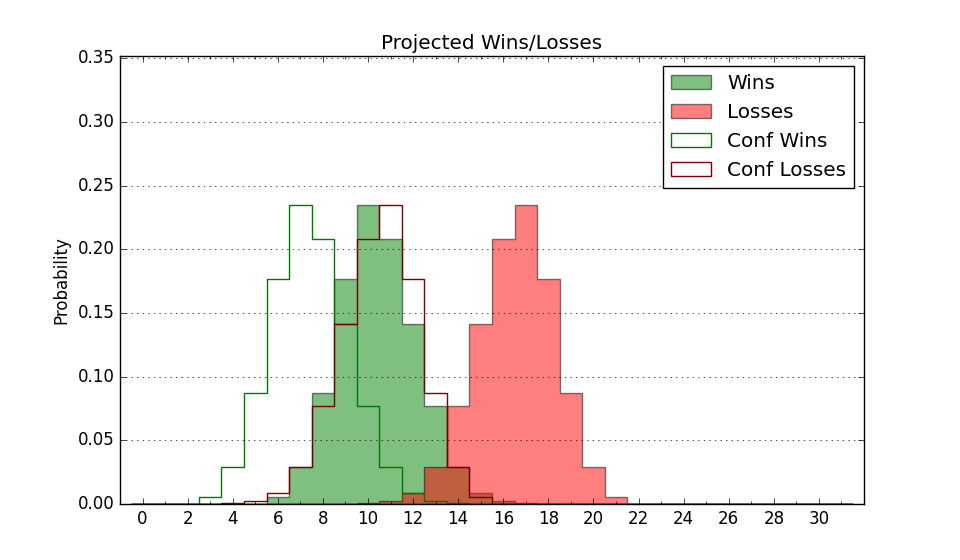 Projected Wins/Losses
0.35
0.30
0.25
0.20
0.15
0.10
0.05
0.00
Probability
Wins
Losses
Conf Wins
Conf Losses
0 2 4 6 8 10 12 14 16 18 20 22 24 26 28 30